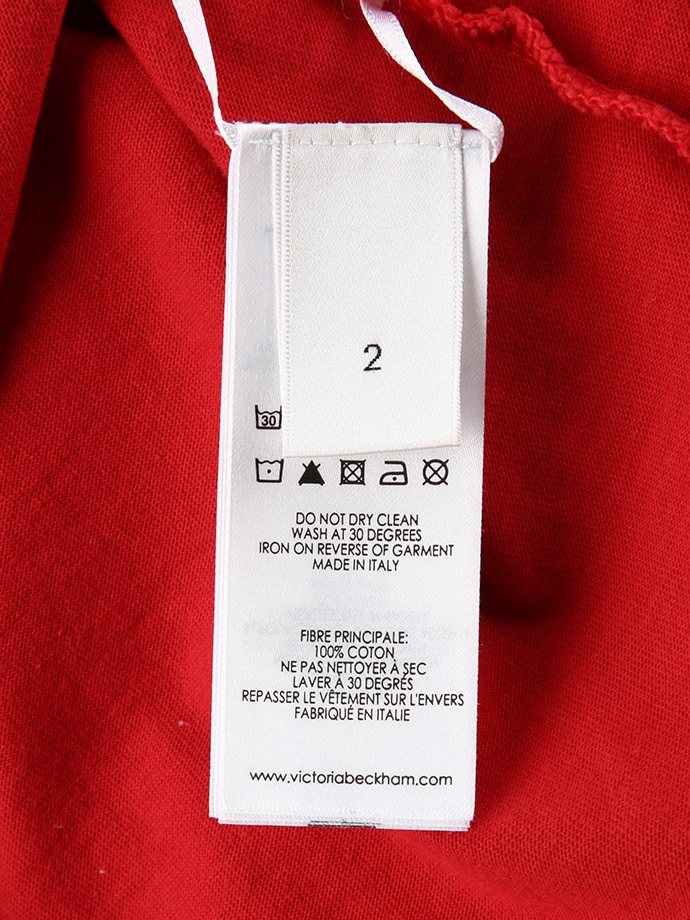 2
30
DO NOT DRY CLEAN
WASH AT 30 DEGREES
IRON ON REVERSE OF GARMENT
MADE IN ITALY
FIBRE PRINCIPALE:
100% COTON
NE PAS NETTOYER À SEC
LAVER À 30 DEGRÉS
REPASSER LE VÊTEMENT SUR L'ENVERS
FABRIQUÉ EN ITALIE
www.victoriabeckham.com